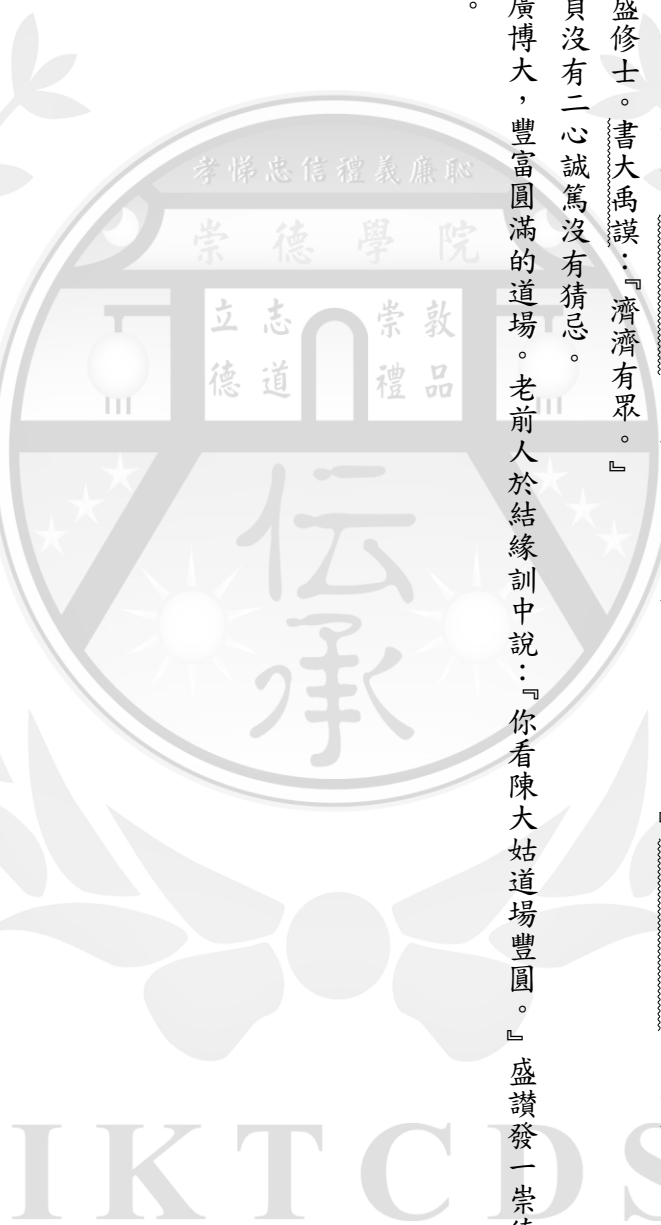 盛修士。書大禹謨：『濟濟有眾。』
貞沒有二心誠篤沒有猜忌。
廣博大，豐富圓滿的道場。老前人於結緣訓中說：『你看陳大姑道場豐圓。』盛讚發一崇
。
孝悌忠信禮義廉恥
崇德學院
立志 崇敦
德道 禮品
伝承
IKTCDS